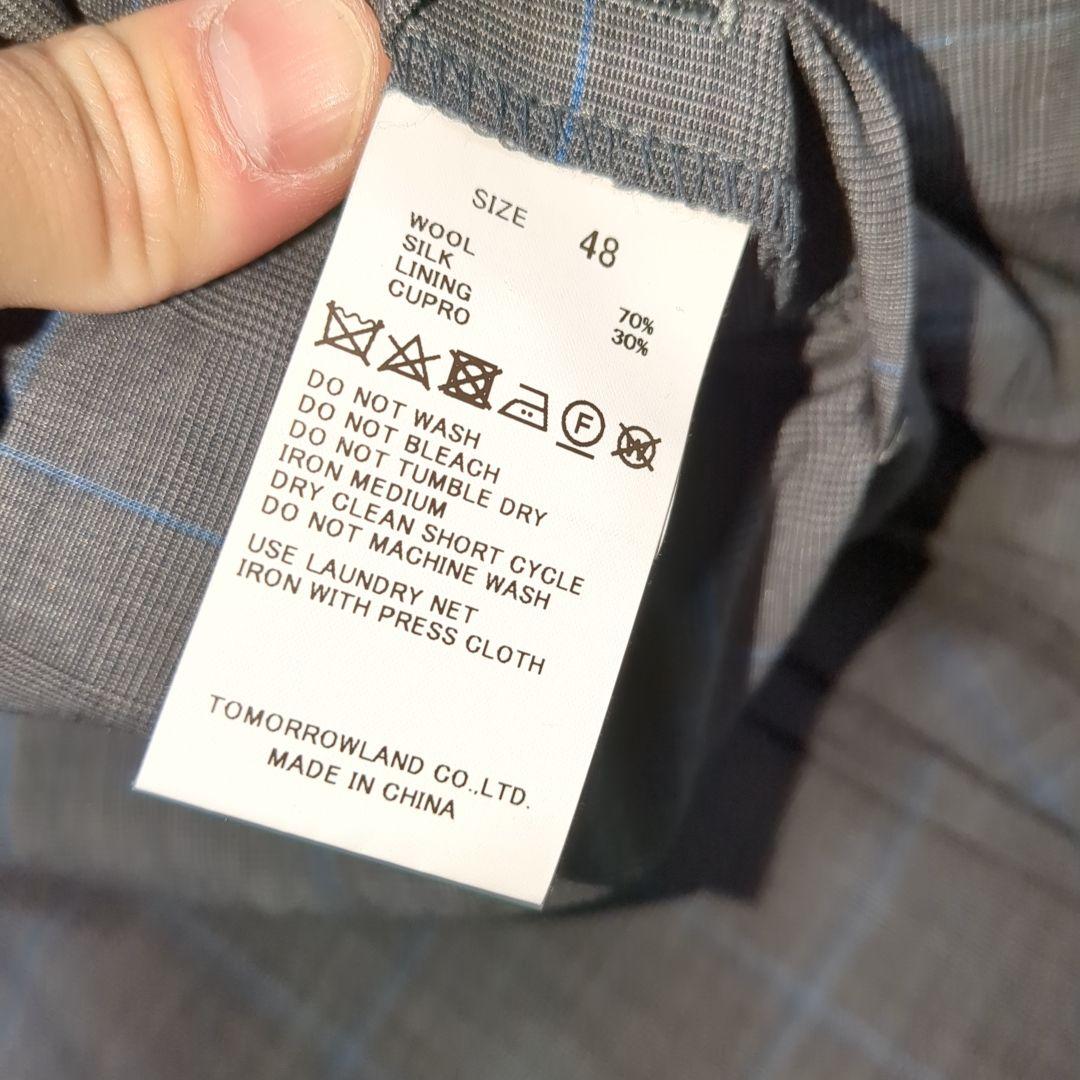 SIZE 48
WOOL 70%
SILK 30%
LINING
CUPRO
F
W
DO NOT WASH
DO NOT BLEACH
DO NOT TUMBLE DRY
IRON MEDIUM
DRY CLEAN SHORT CYCLE
DO NOT MACHINE WASH
USE LAUNDRY NET
IRON WITH PRESS CLOTH
TOMORROWLAND CO.,LTD.
MADE IN CHINA